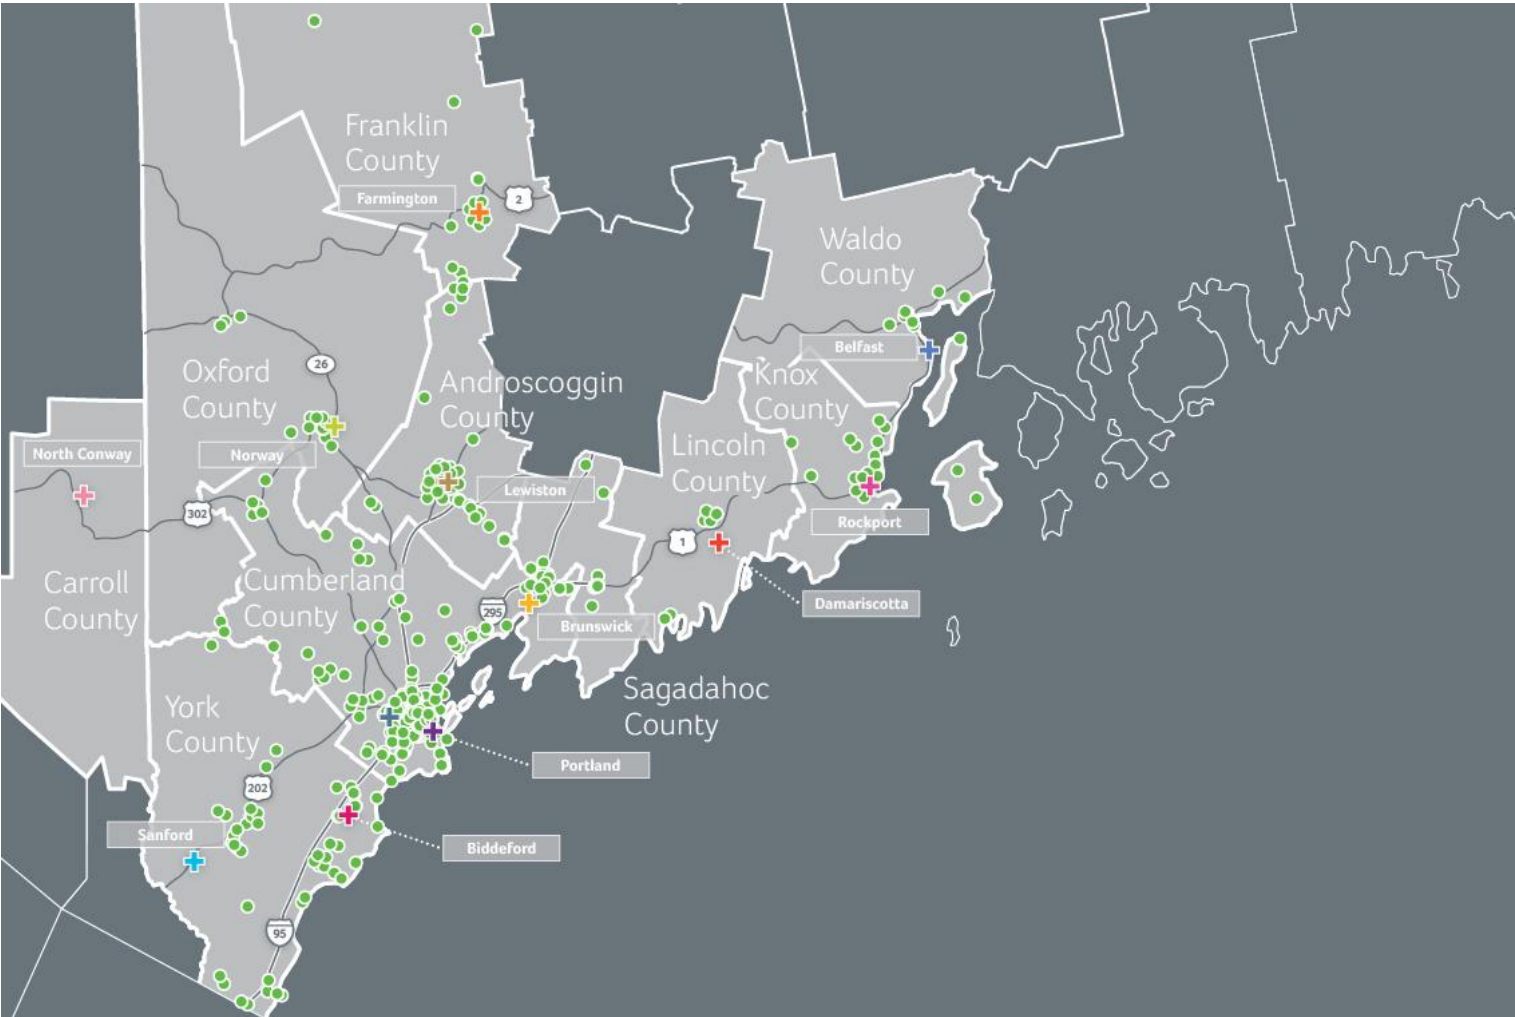 Franklin
County
Farmington
2
Waldo
County
26
Belfast
Oxford
County
Androscoggin
County
Knox
County
North Conway
Norway
Lincoln
County
Lewiston
302
Rockport
1
Carroll
County
Cumberland
County
295
Damariscotta
Brunswick
York
County
Sagadahoc
County
Portland
202
Sanford
Biddeford
95